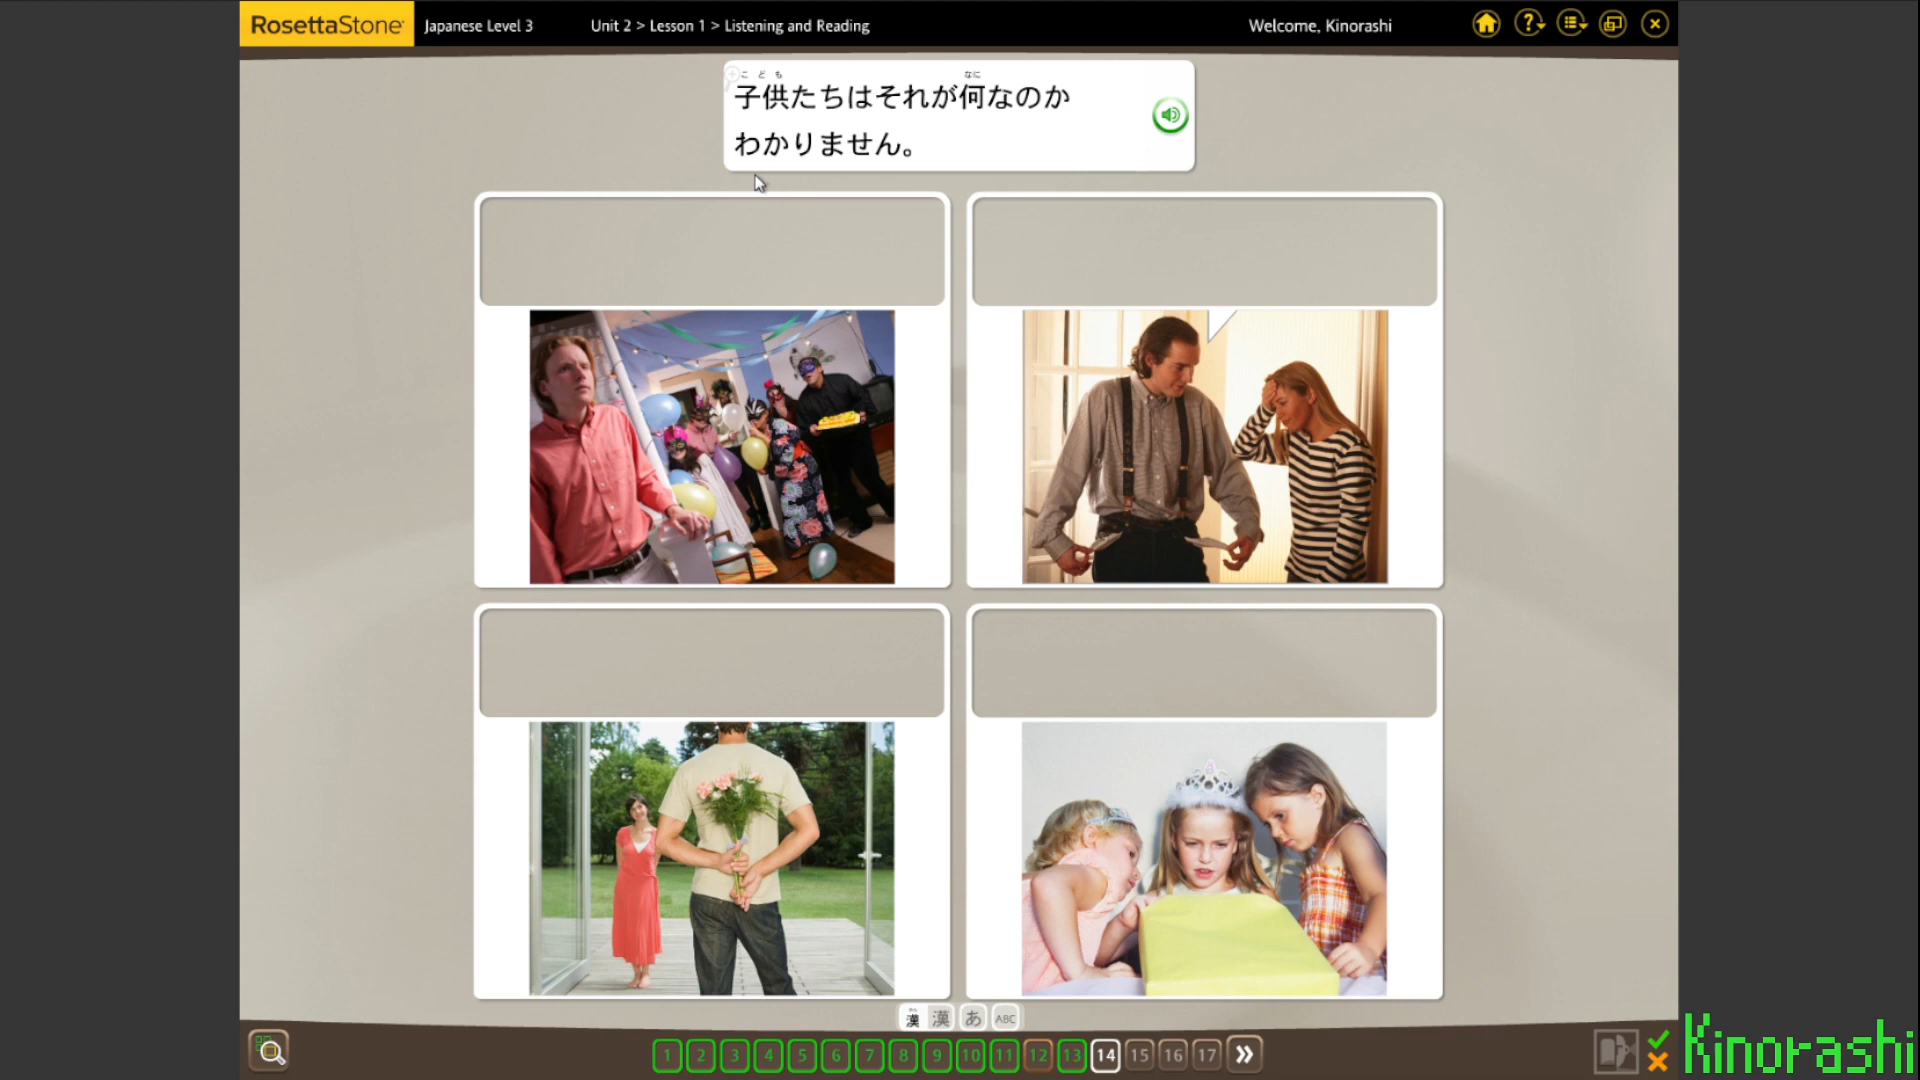 RosettaStone
Japanese Level 3
Unit 2 > Lesson 1 > Listening and Reading
Welcome, Kinorashi
こども なに
子供たちはそれが何なのか
わかりません。
漢 漢 あ ABC
1 2 3 4 5 6 7 8 9 10 11 12 13 14 15 16 17
Kinorashi